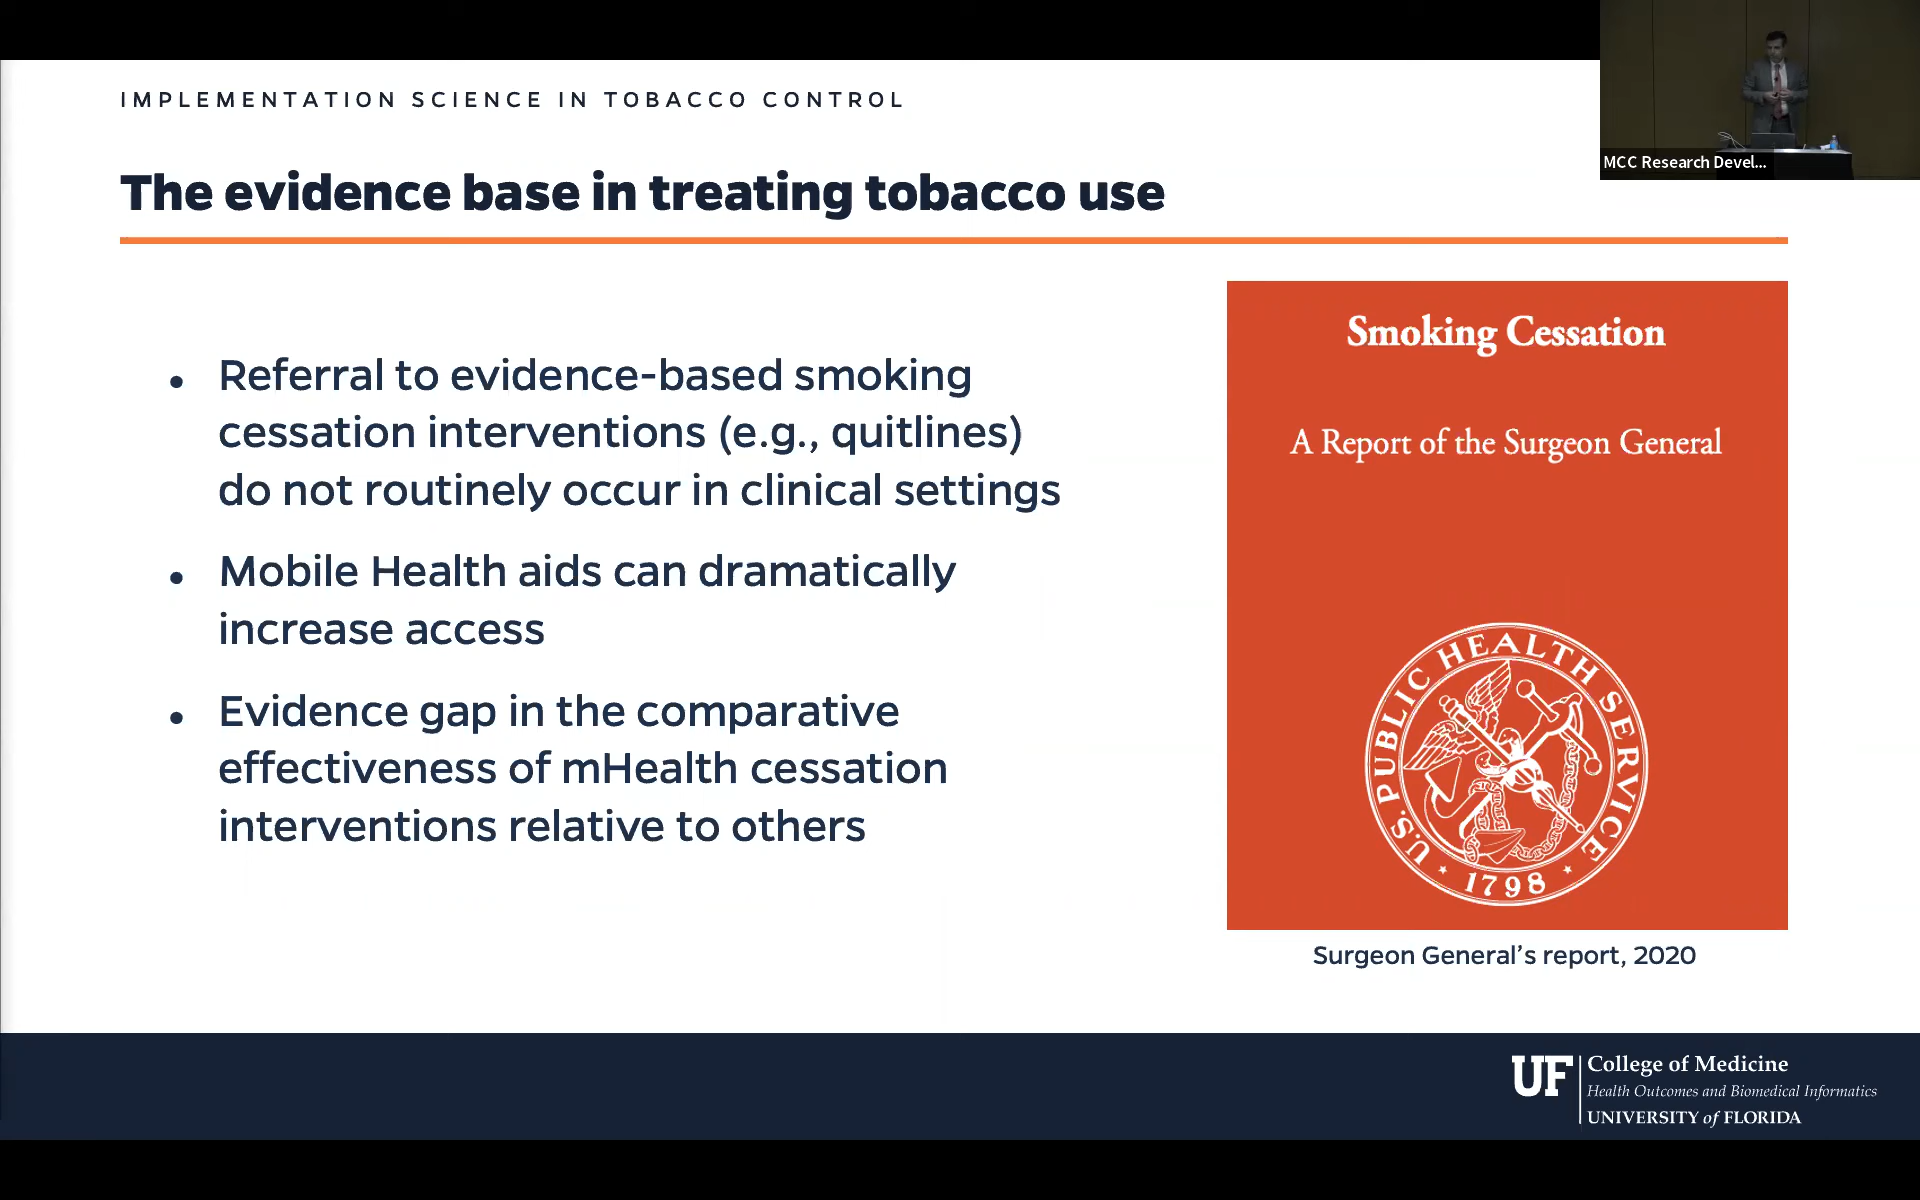 IMPLEMENTATION SCIENCE IN TOBACCO CONTROL
MCC Research Devel...
The evidence base in treating tobacco use
• Referral to evidence-based smoking
cessation interventions (e.g., quitlines)
do not routinely occur in clinical settings
• Mobile Health aids can dramatically
increase access
• Evidence gap in the comparative
effectiveness of mHealth cessation
interventions relative to others
Smoking Cessation
A Report of the Surgeon General
U.S. PUBLIC HEALTH SERVICE
1798
Surgeon General's report, 2020
UF
College of Medicine
Health Outcomes and Biomedical Informatics
UNIVERSITY of FLORIDA